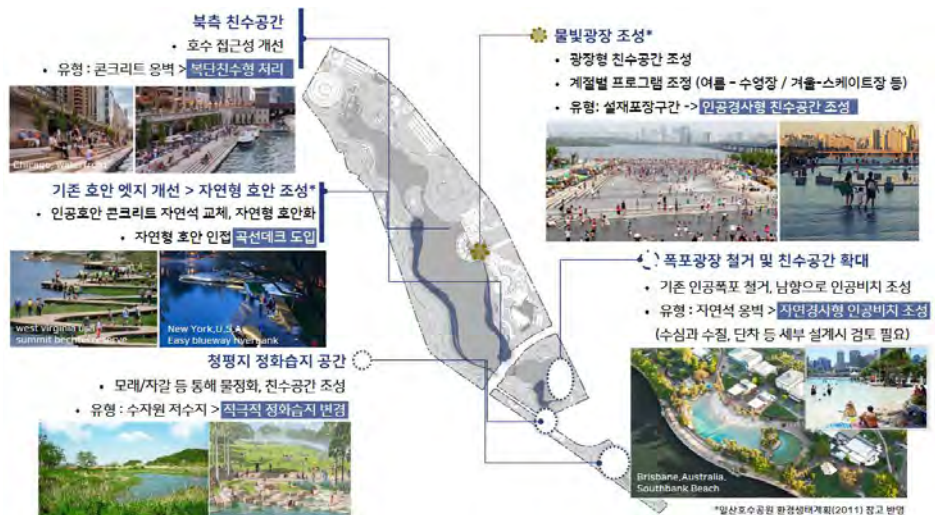 북측 친수공간
• 호수 접근성 개선
• 유형 : 콘크리트 옹벽 > 복단친수형 처리
Chicago, Waterfront
기존 호안 엣지 개선 > 자연형 호안 조성*
• 인공호안 콘크리트 자연석 교체, 자연형 호안화
• 자연형 호안 인접 곡선데크 도입
west virginia usa
summit bechtel reserve
New York,U.S.A
Easy blueway riverbank
청평지 정화습지 공간
• 모래/자갈 등 통해 물정화, 친수공간 조성
• 유형 : 수자원 저수지 > 적극적 정화습지 변경
물빛광장 조성*
• 광장형 친수공간 조성
• 계절별 프로그램 조정 (여름 - 수영장 / 겨울-스케이트장 등)
• 유형: 설재포장구간 -> 인공경사형 친수공간 조성
폭포광장 철거 및 친수공간 확대
• 기존 인공폭포 철거, 남향으로 인공비치 조성
• 유형 : 자연석 옹벽 > 자연경사형 인공비치 조성
(수심과 수질, 단차 등 세부 설계시 검토 필요)
Brisbane,Australia,
Southbank Beach
*일산호수공원 환경생태계획(2011) 참고 반영